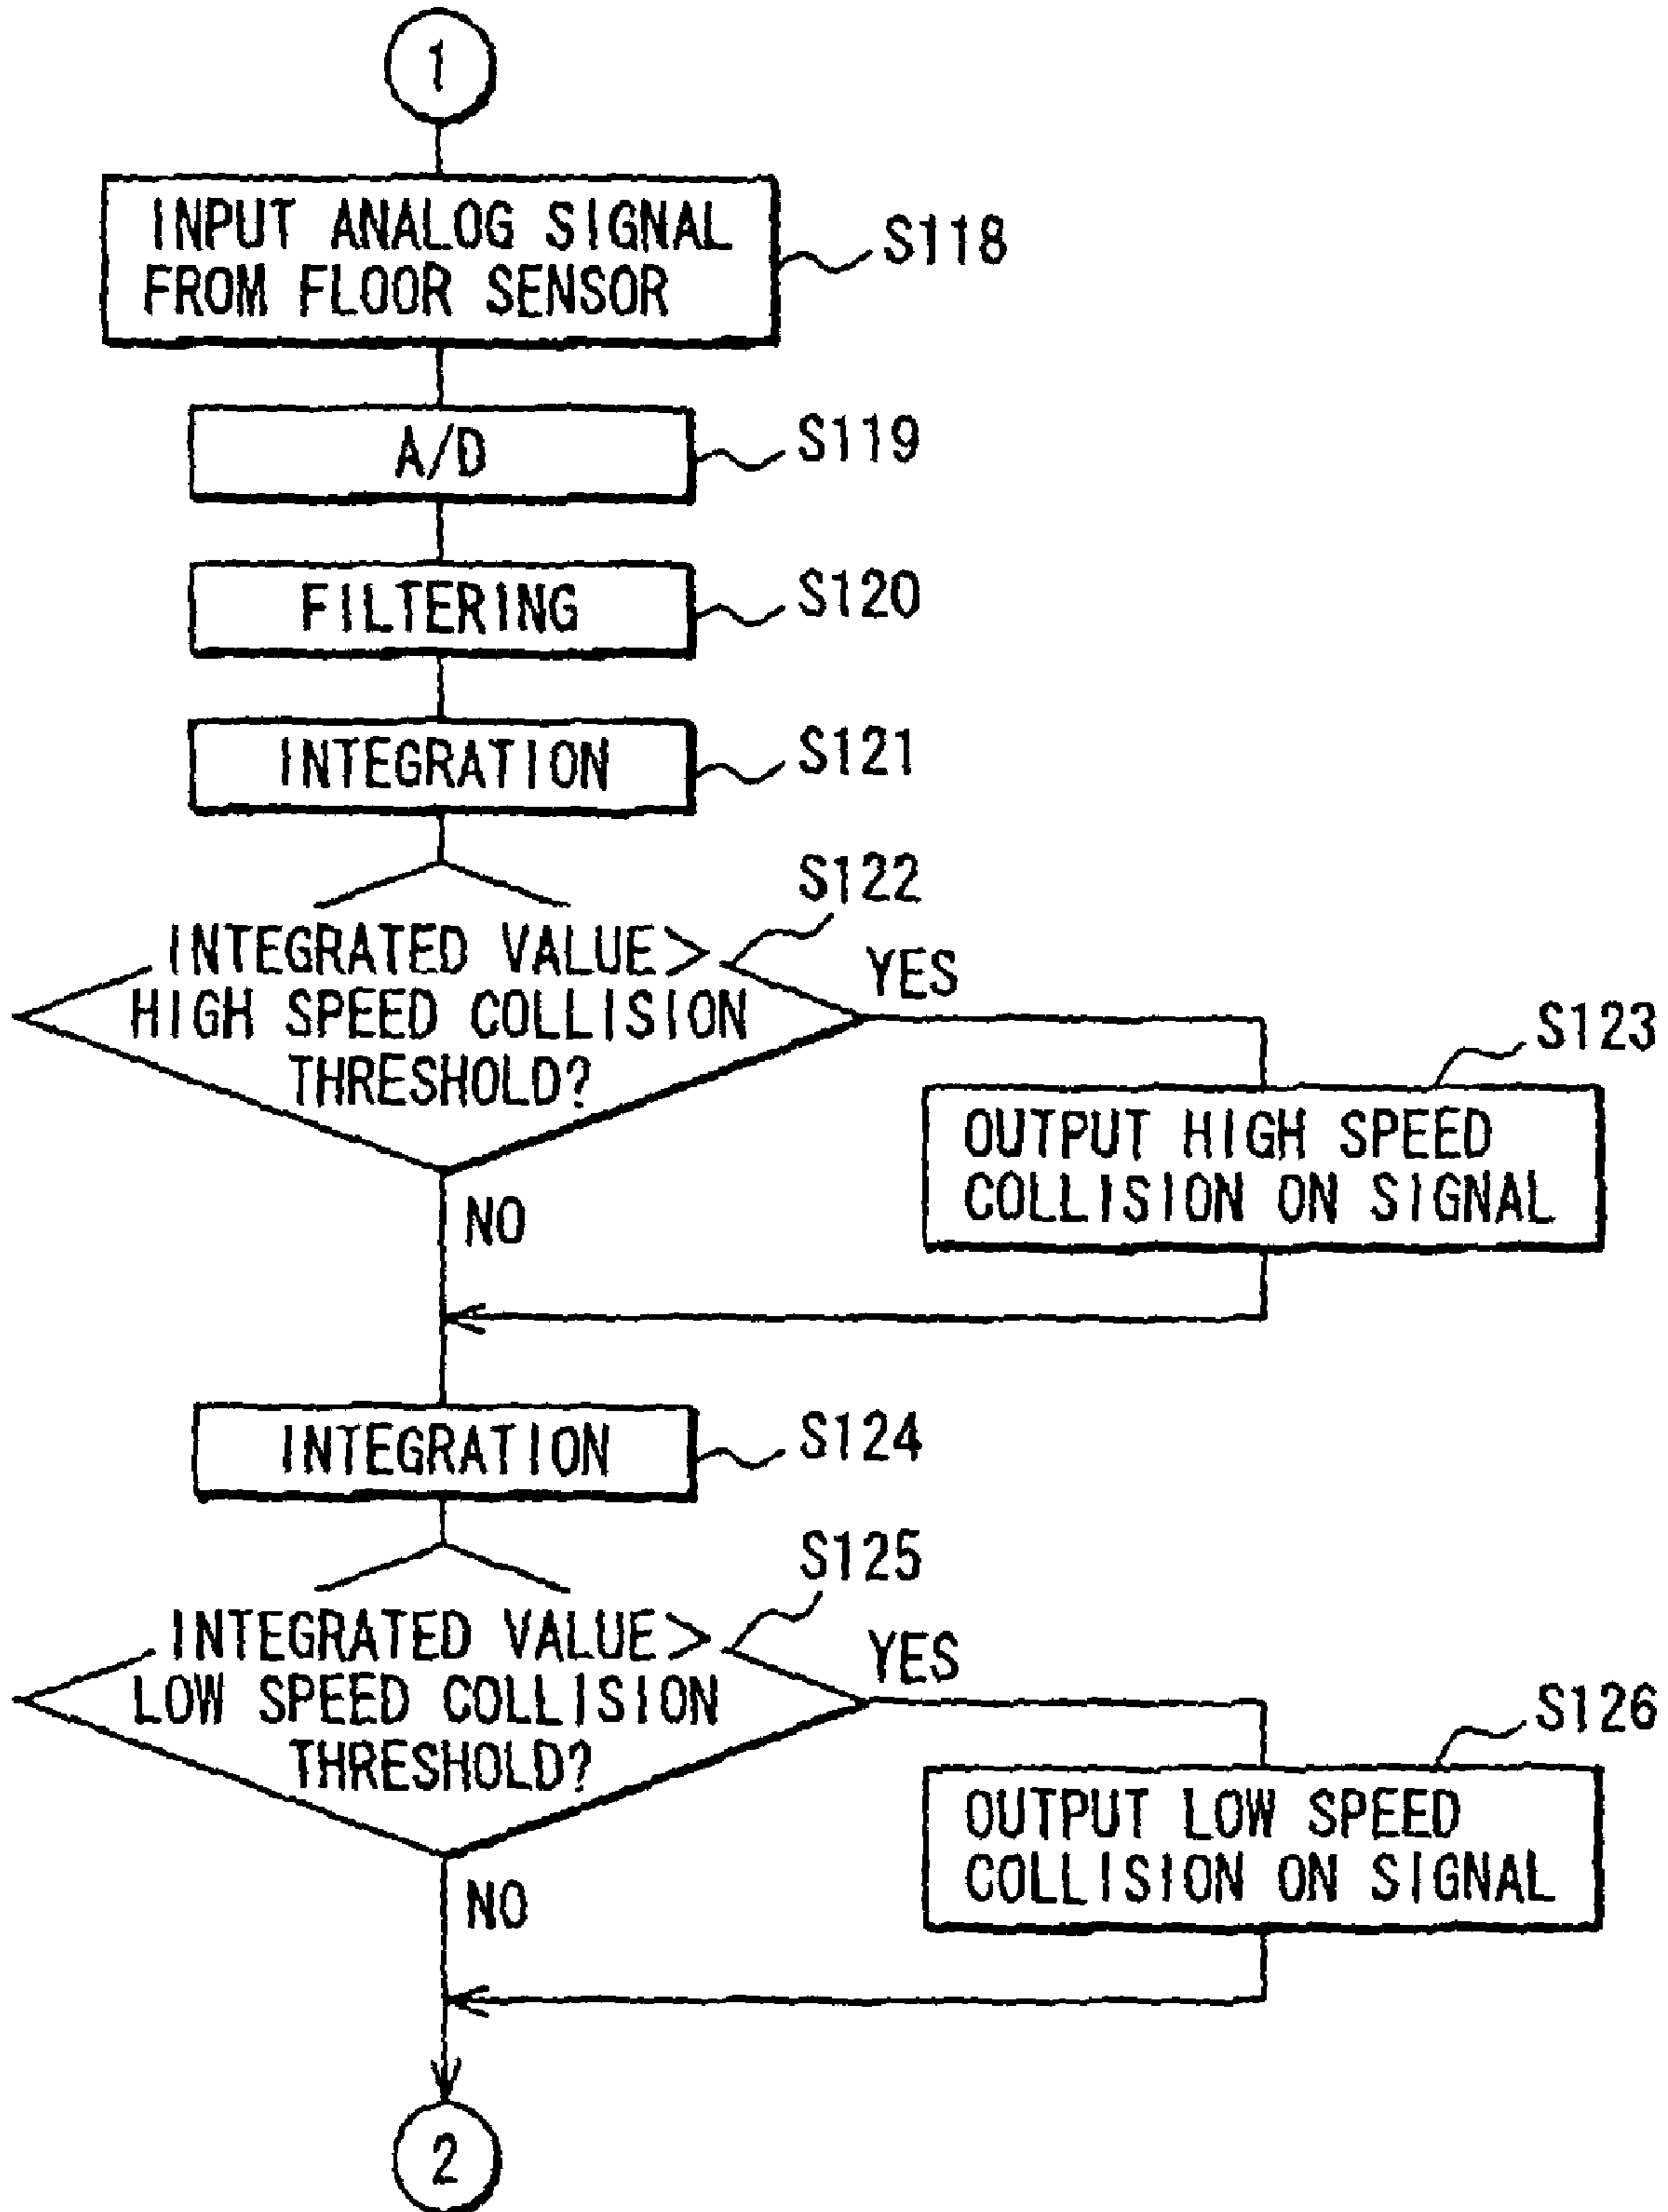 1
INPUT ANALOG SIGNAL
FROM FLOOR SENSOR
S118
A/D
S119
FILTERING
S120
INTEGRATION
S121
S122
INTEGRATED VALUE>
HIGH SPEED COLLISION
THRESHOLD?
YES
S123
OUTPUT HIGH SPEED
COLLISION ON SIGNAL
NO
INTEGRATION
S124
S125
INTEGRATED VALUE>
LOW SPEED COLLISION
THRESHOLD?
YES
S126
OUTPUT LOW SPEED
COLLISION ON SIGNAL
NO
2